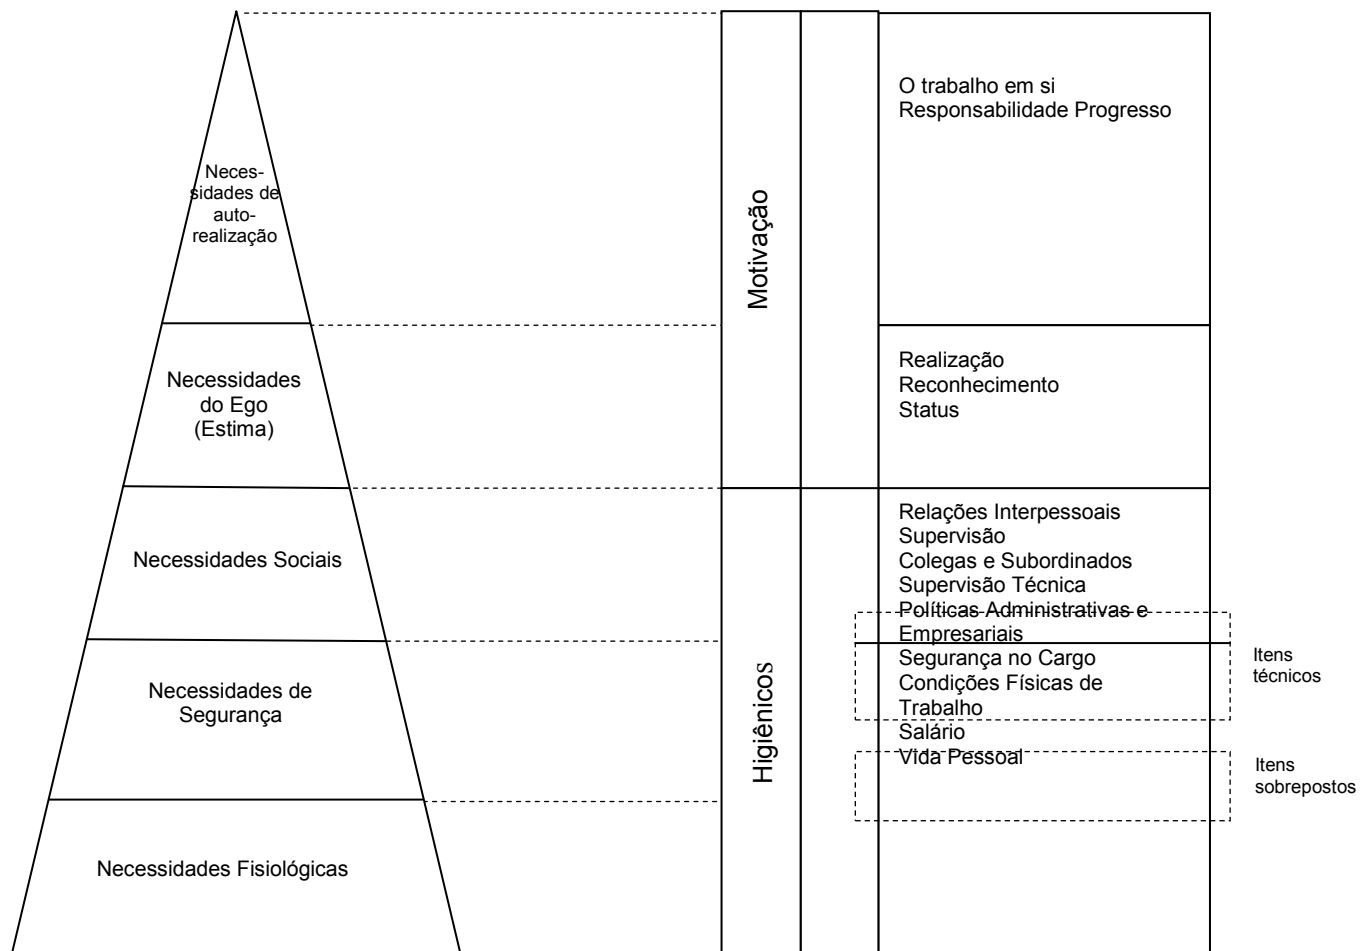 Neces-
sidades de
auto-
realização
Necessidades
do Ego
(Estima)
Necessidades Sociais
Necessidades de
Segurança
Necessidades Fisiológicas
Motivação
Higiênicos
O trabalho em si
Responsabilidade Progresso
Realização
Reconhecimento
Status
Relações Interpessoais
Supervisão
Colegas e Subordinados
Supervisão Técnica
Políticas Administrativas e
Empresariais
Segurança no Cargo
Condições Físicas de
Trabalho
Salário
Vida Pessoal
Itens
técnicos
Itens
sobrepostos